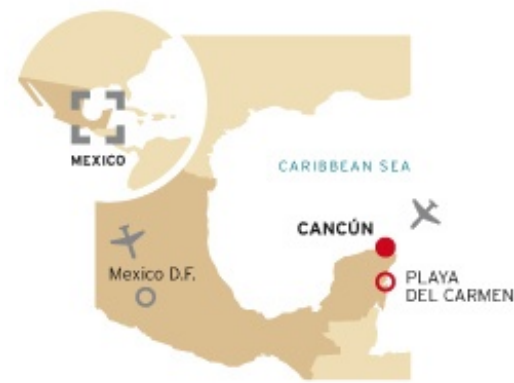 MEXICO
CARIBBEAN SEA
CANCÚN
Mexico D.F.
PLAYA
DEL CARMEN